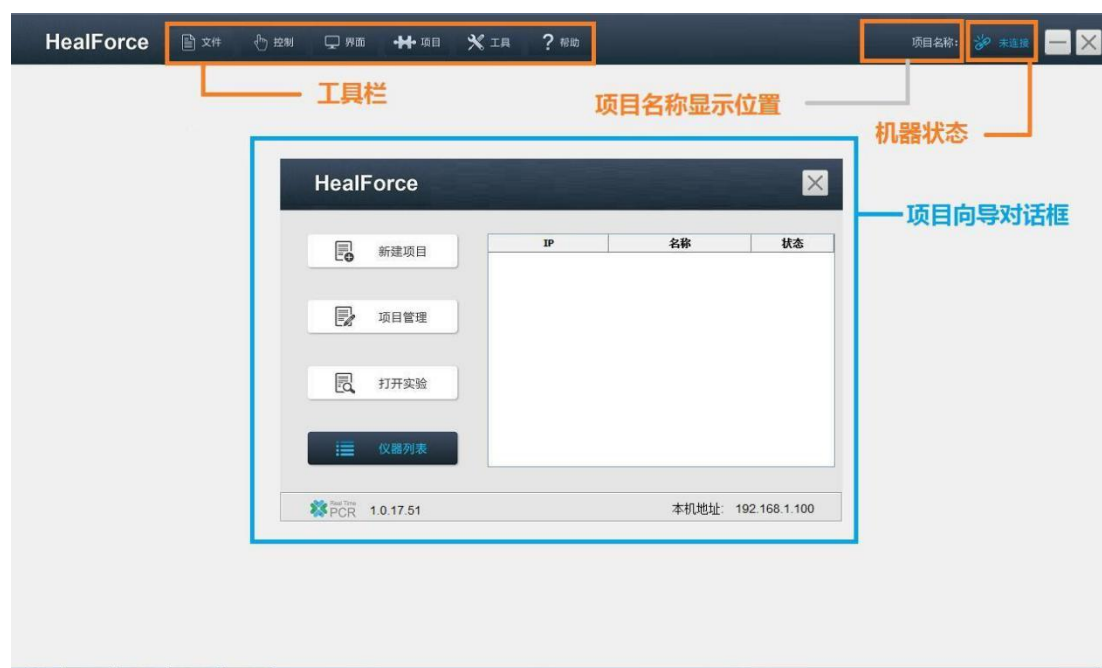 HealForce 文件 控制 界面 项目 工具 ? 帮助 项目名称: 未连接
工具栏
项目名称显示位置
机器状态
HealForce
项目向导对话框
新建项目
IP 名称 状态
项目管理
打开实验
仪器列表
Real Time
PCR 1.0.17.51 本机地址: 192.168.1.100